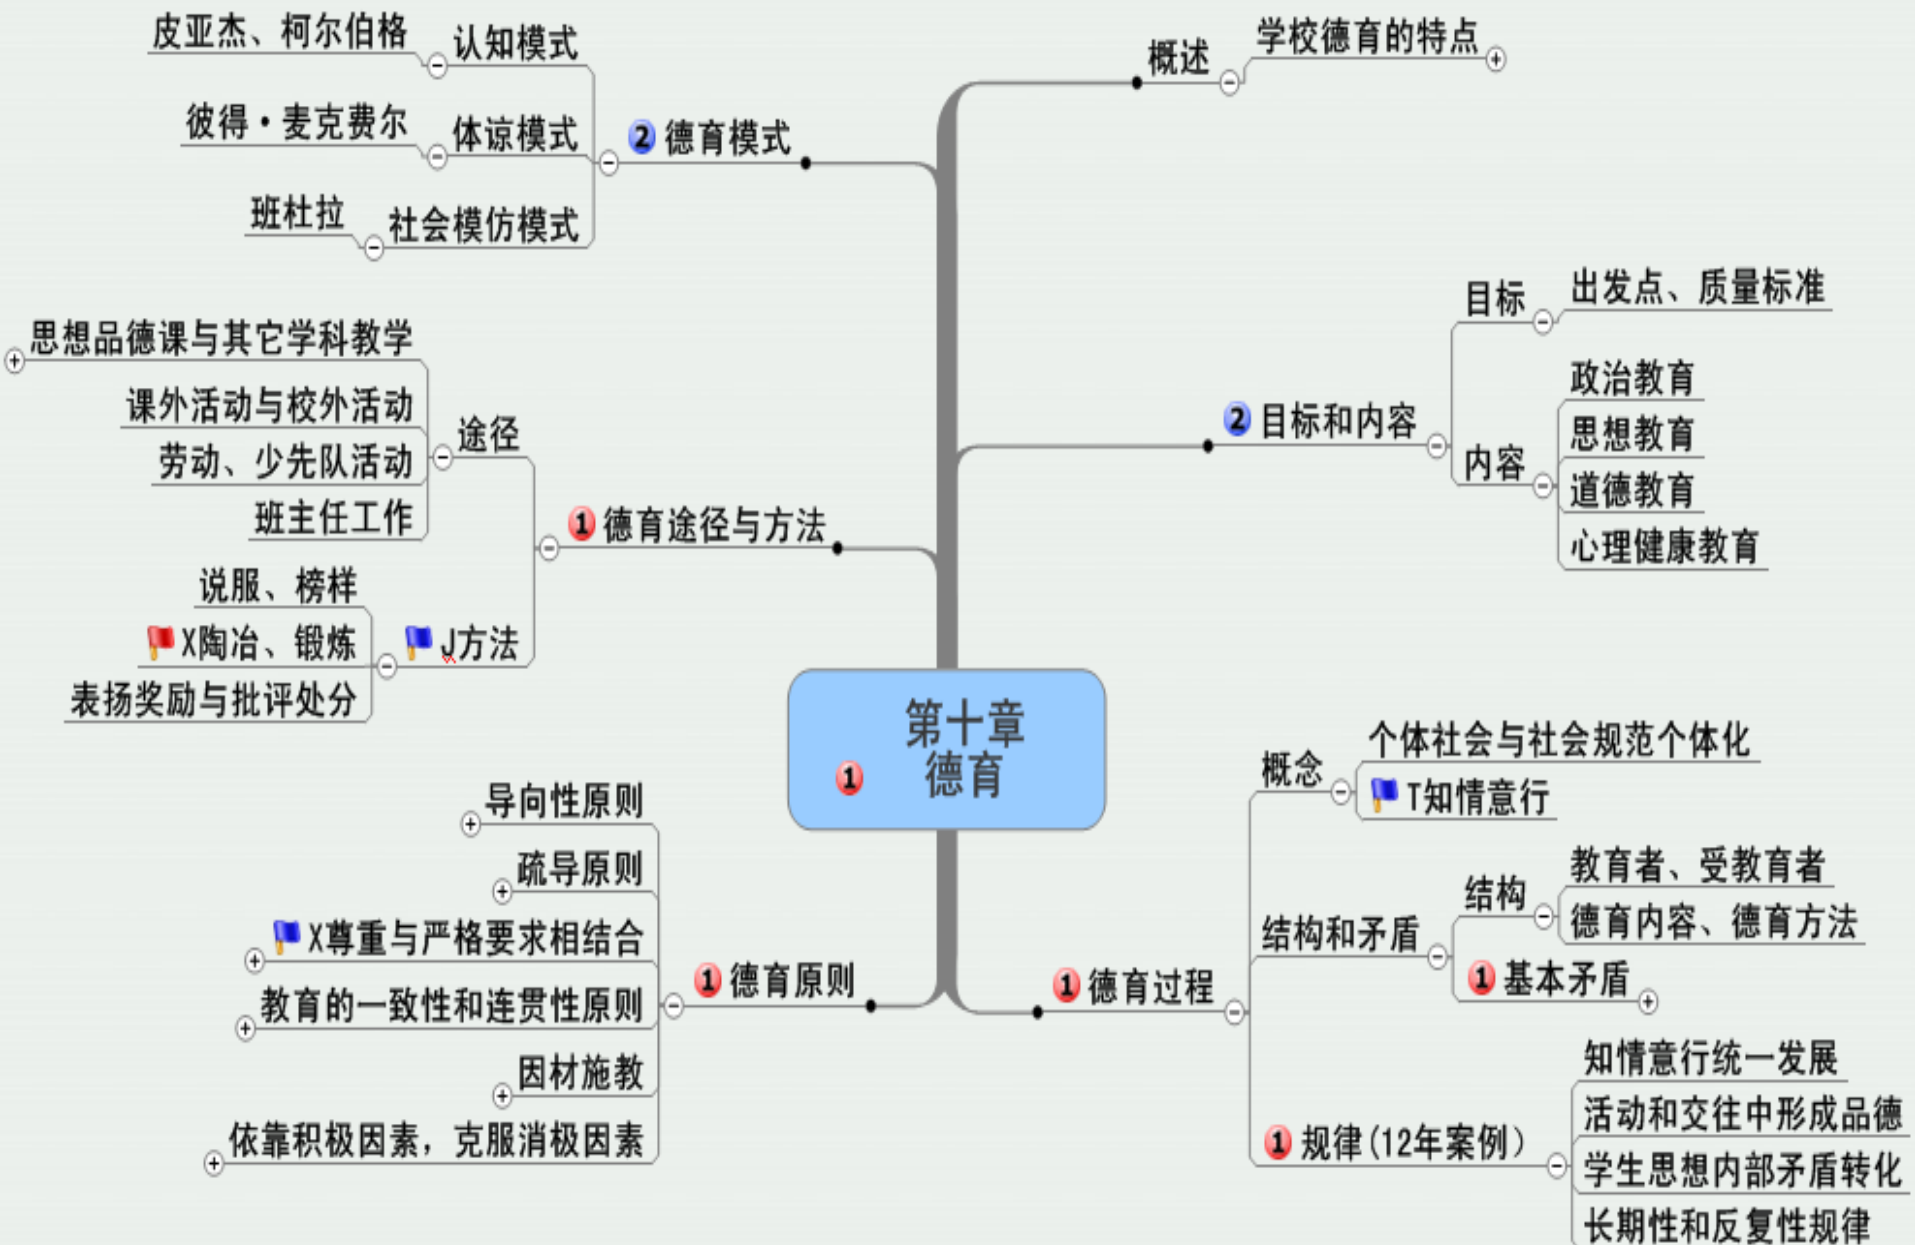 第十章
1 德育
概述
学校德育的特点
2 目标和内容
目标
出发点、质量标准
内容
政治教育
思想教育
道德教育
心理健康教育
1 德育过程
概念
个体社会与社会规范个体化
T知情意行
结构和矛盾
结构
教育者、受教育者
德育内容、德育方法
1 基本矛盾
1 规律(12年案例）
知情意行统一发展
活动和交往中形成品德
学生思想内部矛盾转化
长期性和反复性规律
2 德育模式
认知模式
皮亚杰、柯尔伯格
体谅模式
彼得·麦克费尔
社会模仿模式
班杜拉
1 德育途径与方法
途径
思想品德课与其它学科教学
课外活动与校外活动
劳动、少先队活动
班主任工作
J方法
说服、榜样
X陶冶、锻炼
表扬奖励与批评处分
1 德育原则
导向性原则
疏导原则
X尊重与严格要求相结合
教育的一致性和连贯性原则
因材施教
依靠积极因素，克服消极因素